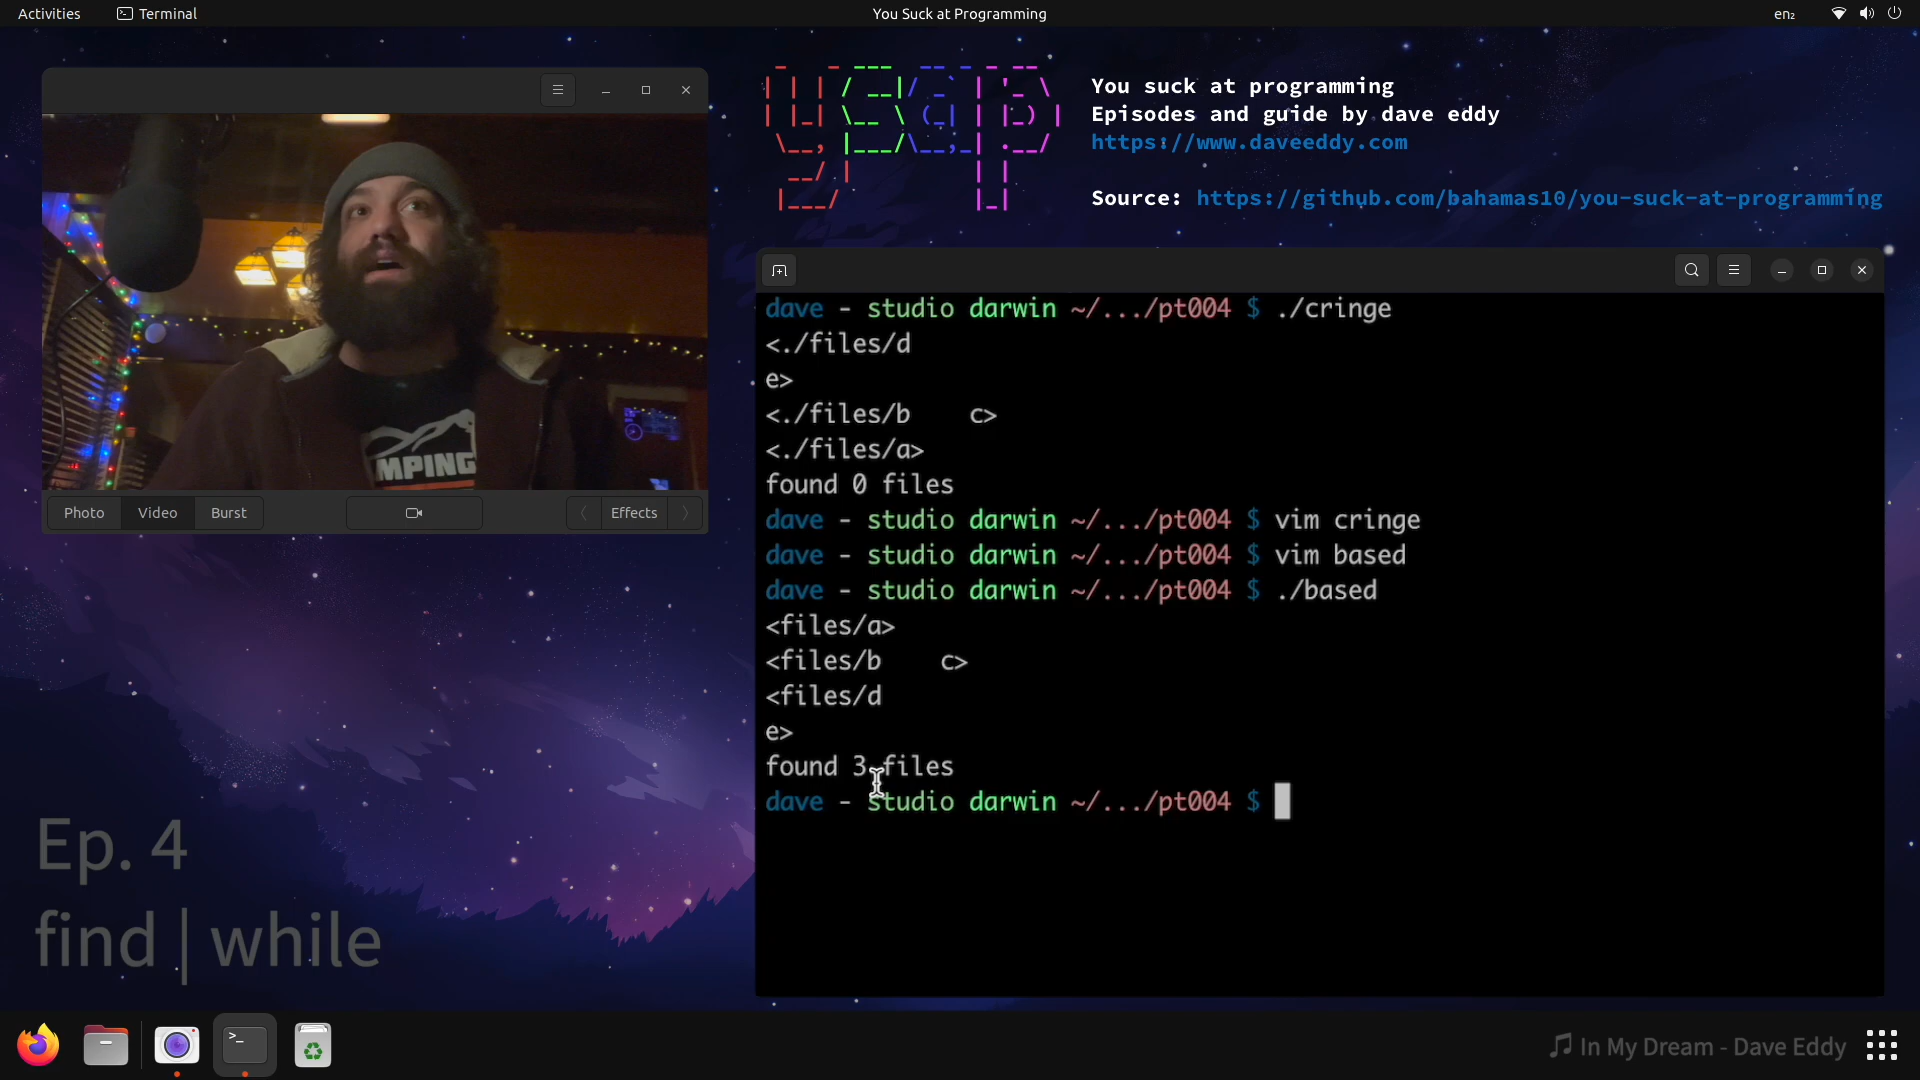 Activities
Terminal
You Suck at Programming
en₂
You suck at programming
Episodes and guide by dave eddy
https://www.daveeddy.com
Source: https://github.com/bahamas10/you-suck-at-programming
MPING
Photo
Video
Burst
Effects
dave - studio darwin ~/.../pt004 $ ./cringe
<./files/d
e>
<./files/b    c>
<./files/a>
found 0 files
dave - studio darwin ~/.../pt004 $ vim cringe
dave - studio darwin ~/.../pt004 $ vim based
dave - studio darwin ~/.../pt004 $ ./based
<files/a>
<files/b    c>
<files/d
e>
found 3 files
dave - studio darwin ~/.../pt004 $
Ep. 4
find | while
In My Dream - Dave Eddy